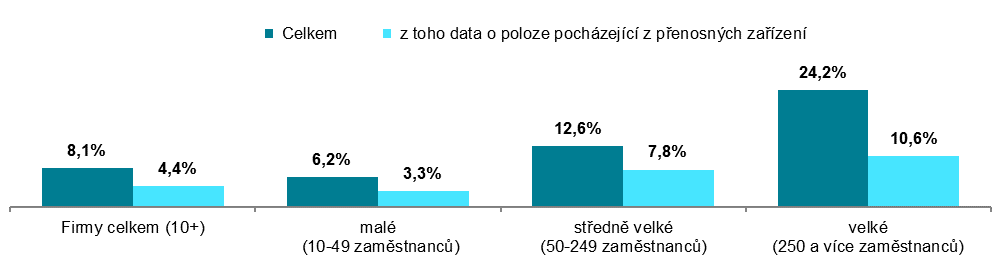 Celkem
z toho data o poloze pocházející z přenosných zařízení
8,1%
4,4%
6,2%
3,3%
12,6%
7,8%
24,2%
10,6%
Firmy celkem (10+)
malé
(10-49 zaměstnanců)
středně velké
(50-249 zaměstnanců)
velké
(250 a více zaměstnanců)